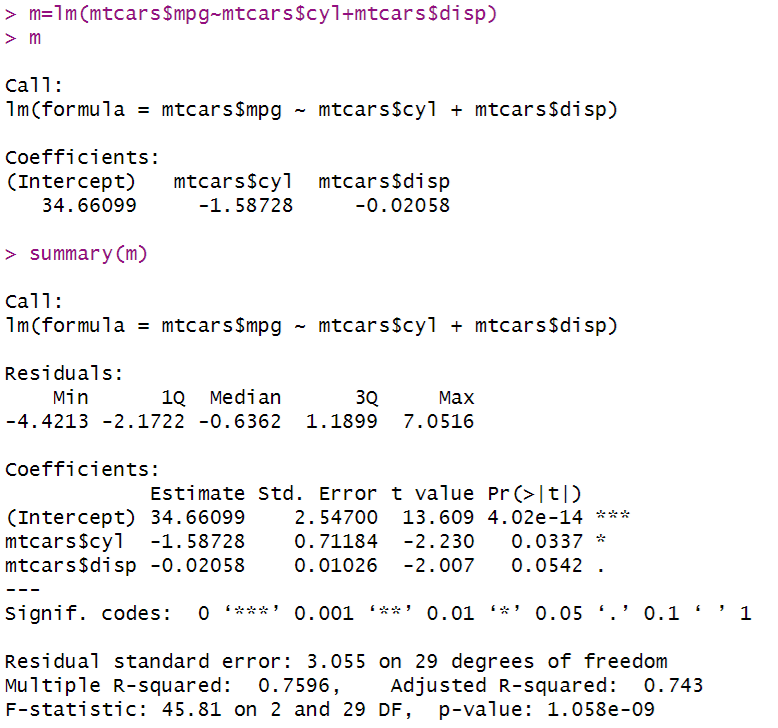 > m=lm(mtcars$mpg~mtcars$cyl+mtcars$disp)
> m
Call:
lm(formula = mtcars$mpg ~ mtcars$cyl + mtcars$disp)
Coefficients:
(Intercept)   mtcars$cyl  mtcars$disp
   34.66099     -1.58728     -0.02058
> summary(m)
Call:
lm(formula = mtcars$mpg ~ mtcars$cyl + mtcars$disp)
Residuals:
    Min      1Q  Median      3Q     Max
-4.4213 -2.1722 -0.6362  1.1899  7.0516
Coefficients:
            Estimate Std. Error t value Pr(>|t|)
(Intercept) 34.66099    2.54700  13.609 4.02e-14 ***
mtcars$cyl  -1.58728    0.71184  -2.230   0.0337 *
mtcars$disp -0.02058    0.01026  -2.007   0.0542 .
---
Signif. codes:  0 ‘***’ 0.001 ‘**’ 0.01 ‘*’ 0.05 ‘.’ 0.1 ‘ ’ 1
Residual standard error: 3.055 on 29 degrees of freedom
Multiple R-squared:  0.7596,    Adjusted R-squared:  0.743
F-statistic: 45.81 on 2 and 29 DF,  p-value: 1.058e-09